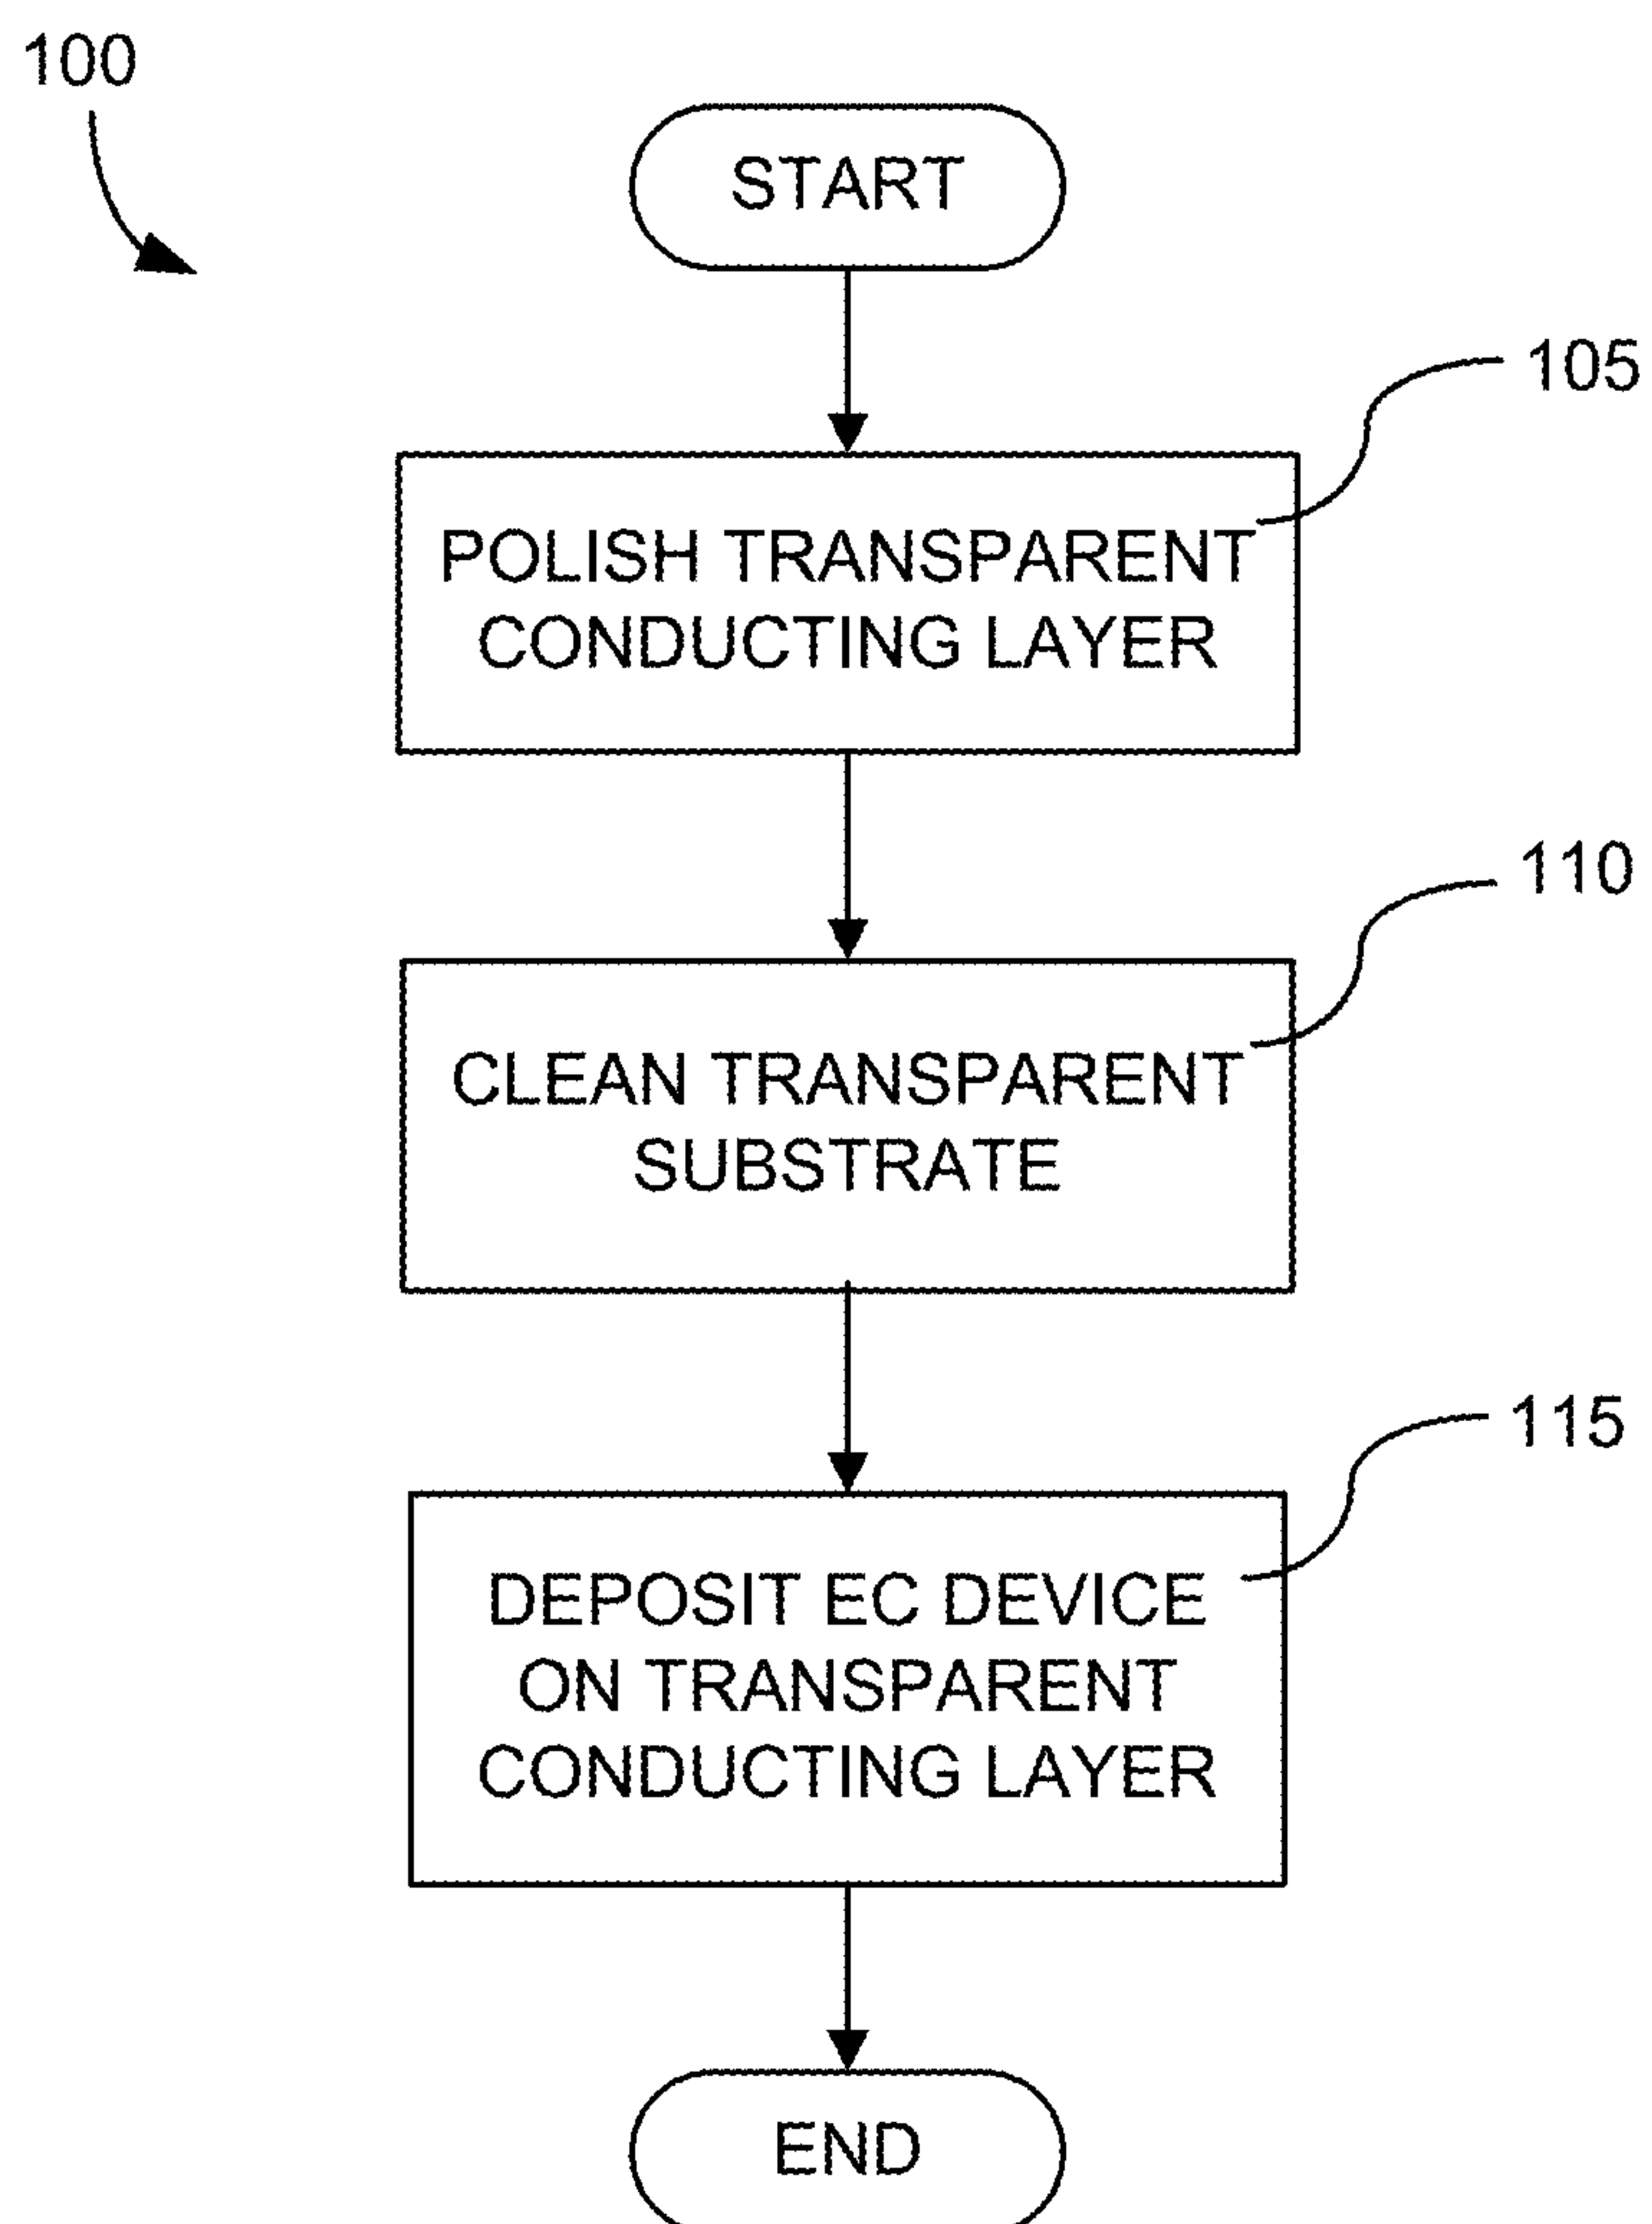 100
START
105
POLISH TRANSPARENT
CONDUCTING LAYER
110
CLEAN TRANSPARENT
SUBSTRATE
115
DEPOSIT EC DEVICE
ON TRANSPARENT
CONDUCTING LAYER
END